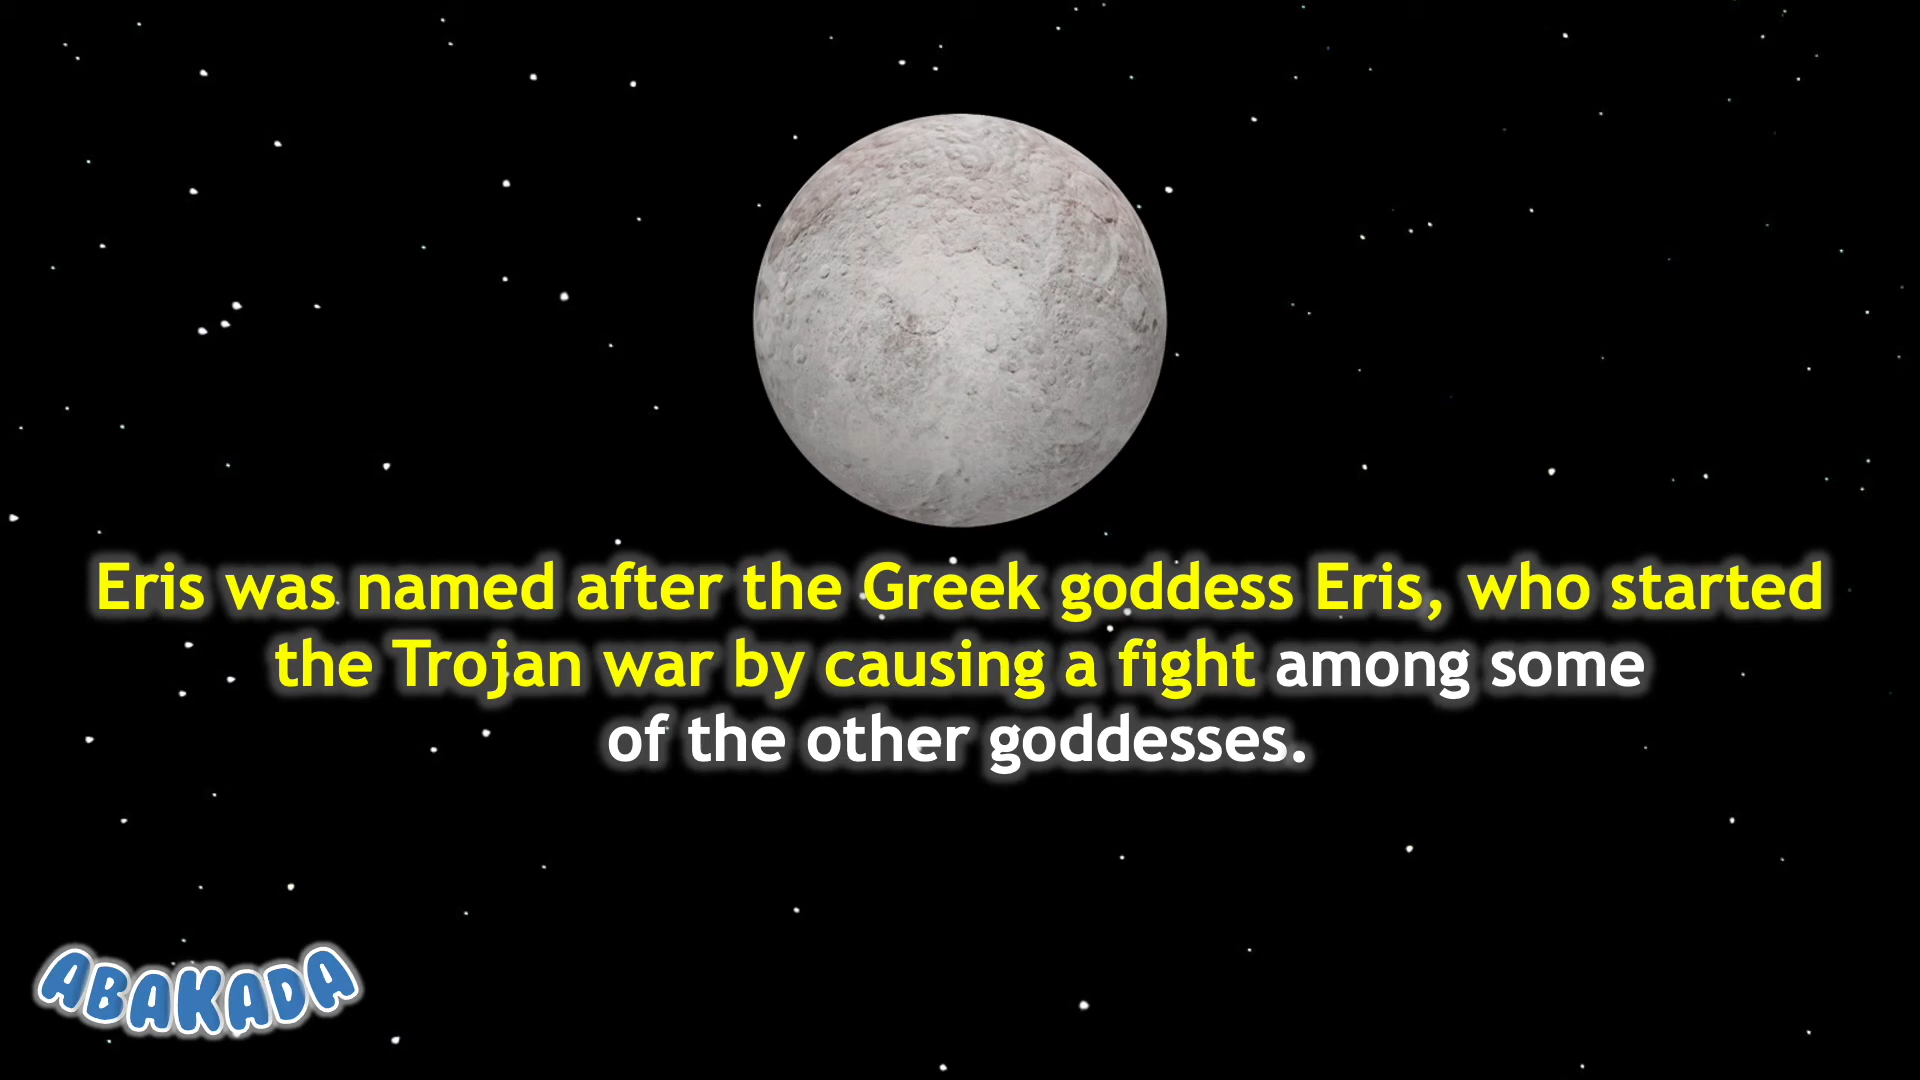 Eris was named after the Greek goddess Eris, who started
the Trojan war by causing a fight among some
of the other goddesses.
ABAKADA